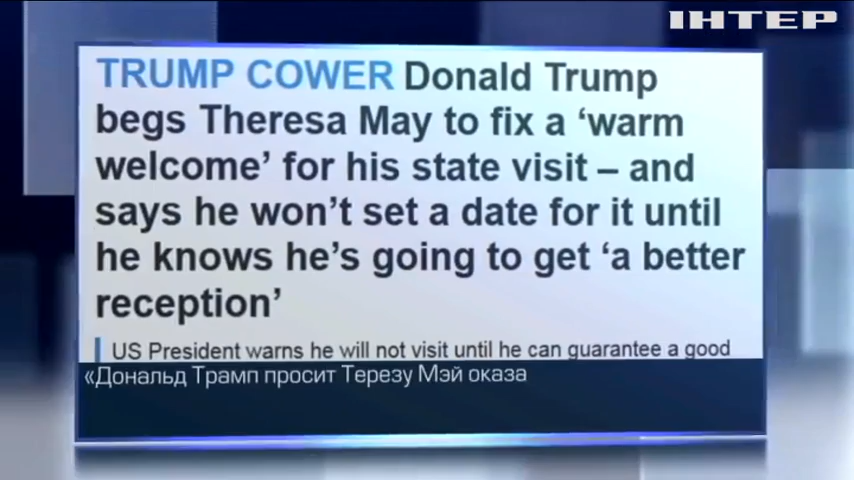 ІНТЕР
TRUMP COWER Donald Trump
begs Theresa May to fix a ‘warm
welcome’ for his state visit – and
says he won’t set a date for it until
he knows he’s going to get ‘a better
reception’
US President warns he will not visit until he can guarantee a good
«Дональд Трамп просит Терезу Мэй оказа